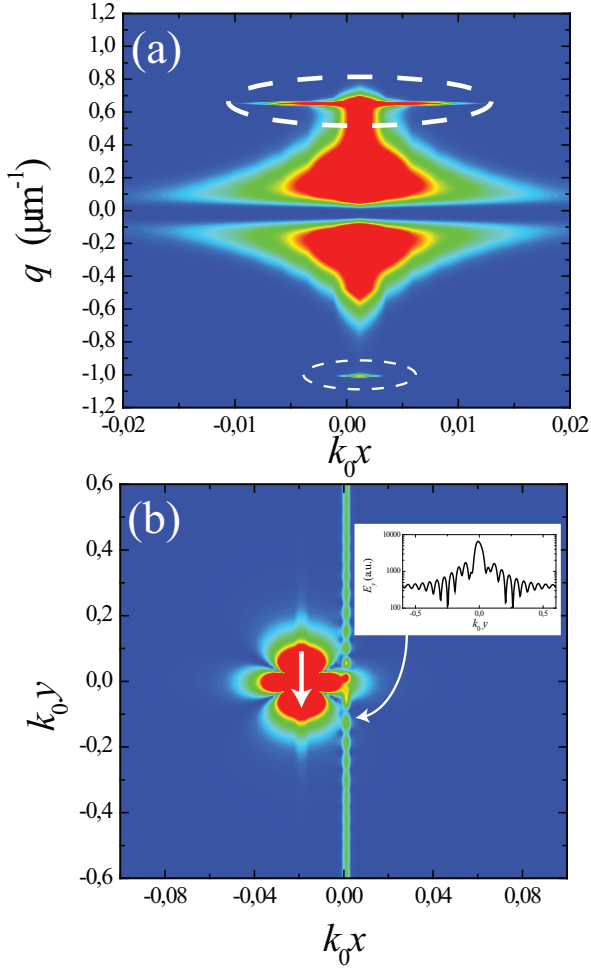 (a)
1,2
1,0
0,8
0,6
0,4
0,2
0,0
-0,2
-0,4
-0,6
-0,8
-1,0
-1,2
q (μm⁻¹)
-0,02 -0,01 0,00 0,01 0,02
k₀x
(b)
0,6
0,4
0,2
0,0
-0,2
-0,4
-0,6
k₀y
10000
1000
100
Eᵧ (a.u.)
-0,5 0,0 0,5
k₀y
-0,08 -0,04 0,00 0,04 0,08
k₀x